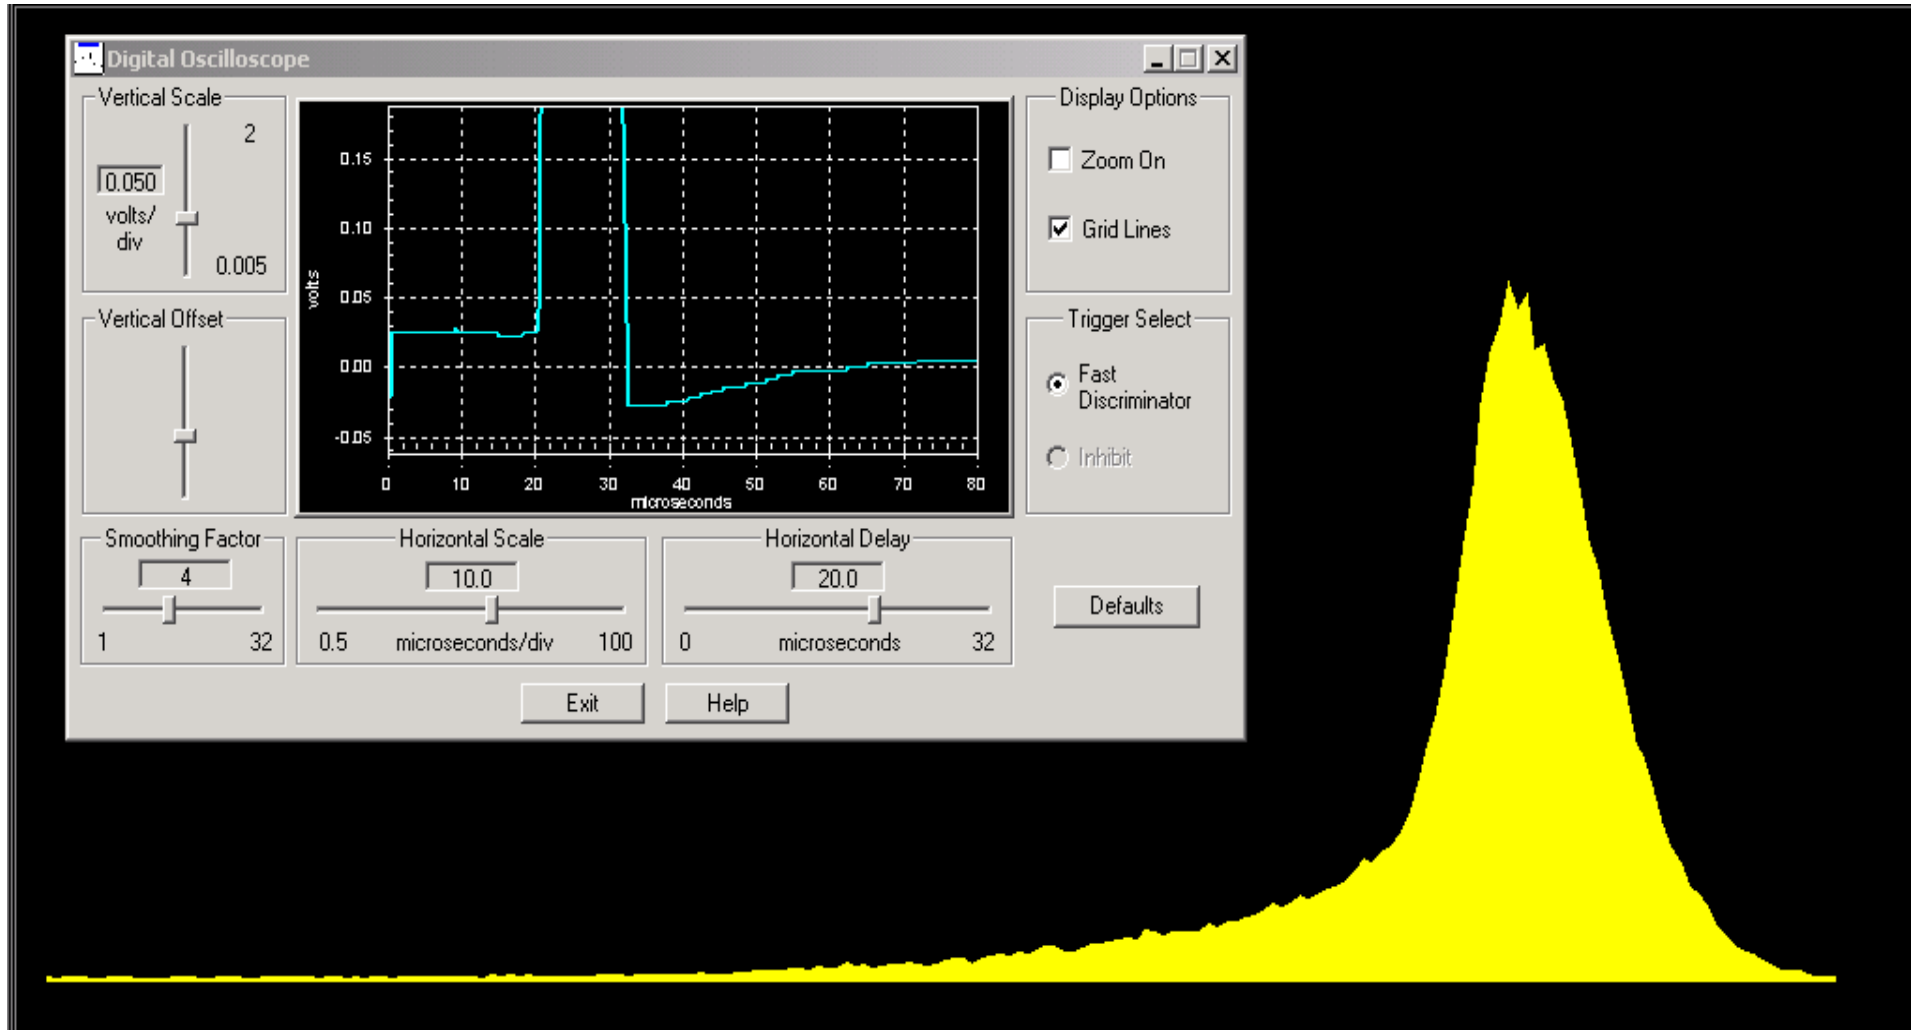 Digital Oscilloscope
Vertical Scale
2
0.050
volts/
div
0.005
Vertical Offset
volts
0.15
0.10
0.05
0.00
-0.05
0 10 20 30 40 50 60 70 80
microseconds
Display Options
Zoom On
Grid Lines
Trigger Select
Fast
Discriminator
Inhibit
Smoothing Factor
4
1 32
Horizontal Scale
10.0
0.5 microseconds/div 100
Horizontal Delay
20.0
0 microseconds 32
Defaults
Exit Help